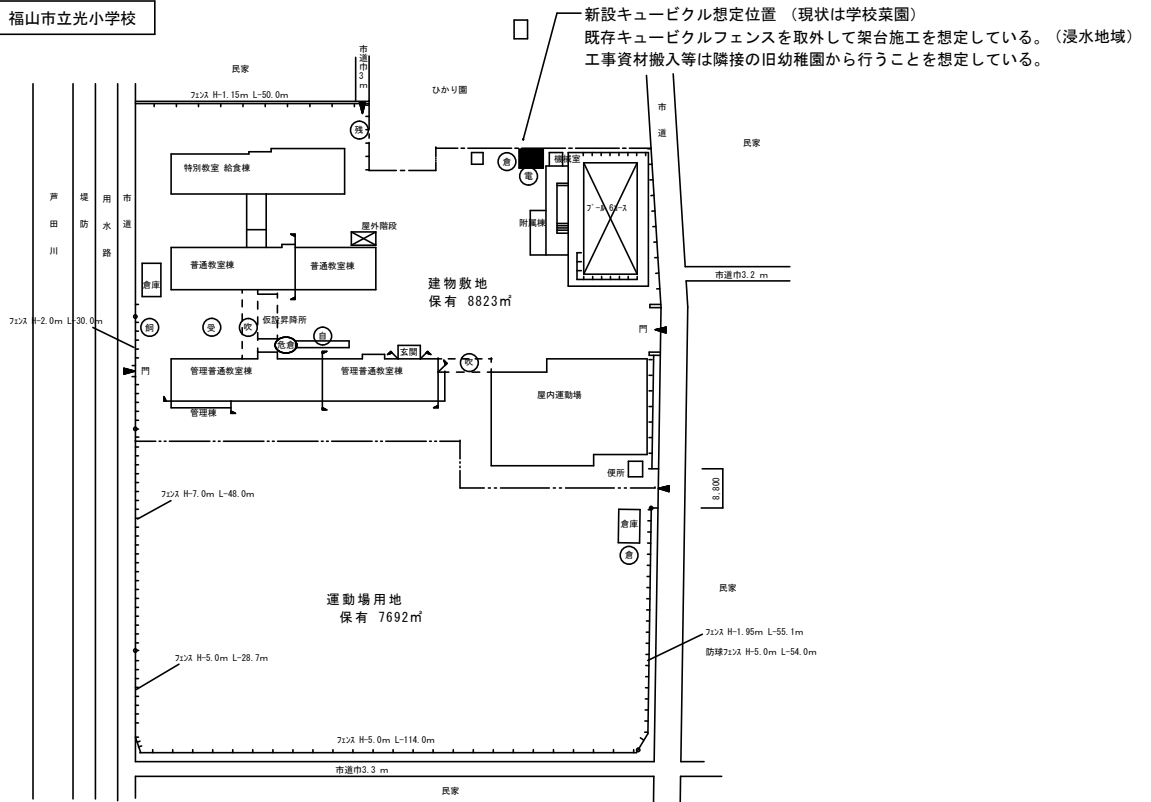 福山市立光小学校
新設キュービクル想定位置 （現状は学校菜園）
既存キュービクルフェンスを取外して架台施工を想定している。（浸水地域）
工事資材搬入等は隣接の旧幼稚園から行うことを想定している。
市道巾3m
民家
ひかり園
フェンス H-1.15m L-50.0m
市道
民家
残
倉
電
機械室
特別教室 給食棟
プール 6コース
附属棟
芦田川
堤防
用水路
市道
屋外階段
普通教室棟
普通教室棟
倉庫
建物敷地
保有 8823㎡
市道巾3.2 m
フェンス H-2.0m L-30.0m
飼
受
吹
仮設昇降所
自
危倉
門
玄関
吹
門
管理普通教室棟
管理普通教室棟
屋内運動場
管理棟
便所
8.800
フェンス H-7.0m L-48.0m
倉庫
倉
運動場用地
保有 7692㎡
民家
フェンス H-1.95m L-55.1m
防球フェンス H-5.0m L-54.0m
フェンス H-5.0m L-28.7m
フェンス H-5.0m L-114.0m
市道巾3.3 m
民家